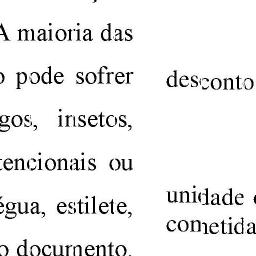 A maioria das
o pode sofrer
gos, insetos,
tencionais ou
égua, estilete,
o documento.
desconto
unidade
cometida